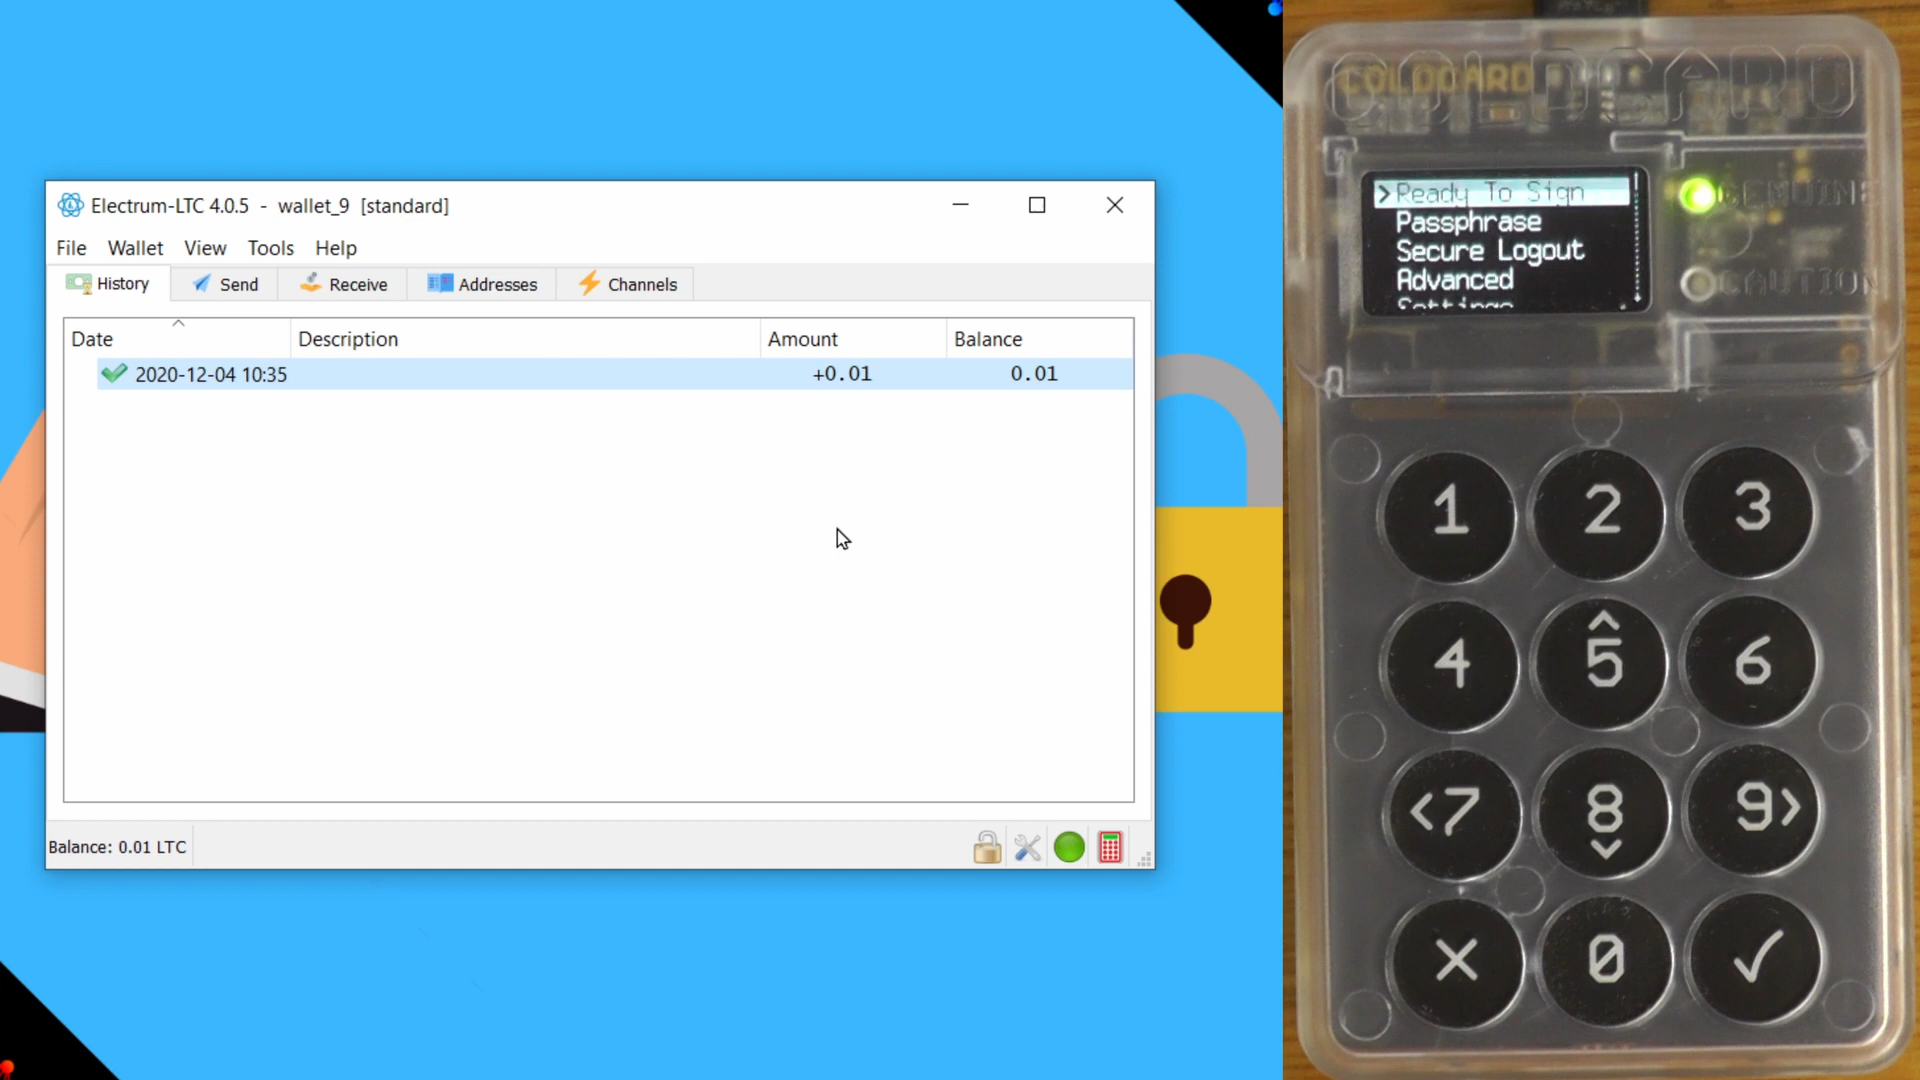 Electrum-LTC 4.0.5 - wallet_9 [standard]
File Wallet View Tools Help
History Send Receive Addresses Channels
Date Description Amount Balance
2020-12-04 10:35 +0.01 0.01
Balance: 0.01 LTC
COLDCARD
COLDCARD
>Ready To Sign
Passphrase
Secure Logout
Advanced
Settings
GENUINE
CAUTION
1 2 3
4 5 6
<7 8 9>
X 0 ✓